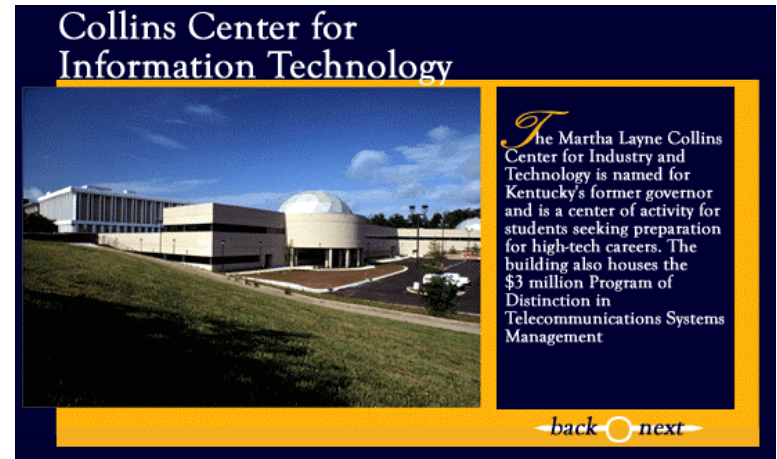 Collins Center for
Information Technology
The Martha Layne Collins
Center for Industry and
Technology is named for
Kentucky's former governor
and is a center of activity for
students seeking preparation
for high-tech careers. The
building also houses the
$3 million Program of
Distinction in
Telecommunications Systems
Management
back next